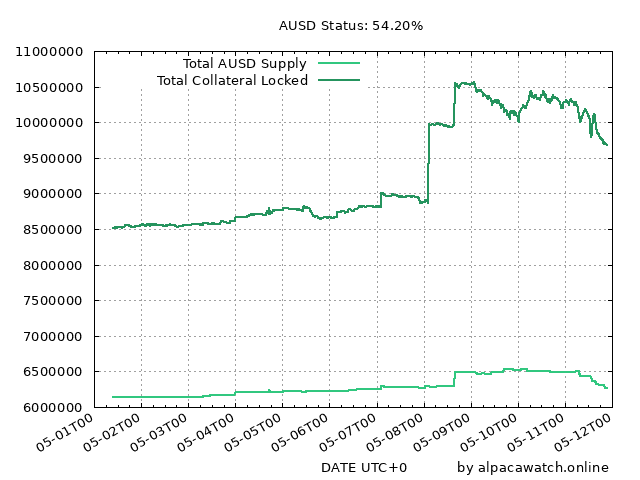 AUSD Status: 54.20%
Total AUSD Supply
Total Collateral Locked
11000000
10500000
10000000
9500000
9000000
8500000
8000000
7500000
7000000
6500000
6000000
05-01T00
05-02T00
05-03T00
05-04T00
05-05T00
05-06T00
05-07T00
05-08T00
05-09T00
05-10T00
05-11T00
05-12T00
DATE UTC+0
by alpacawatch.online